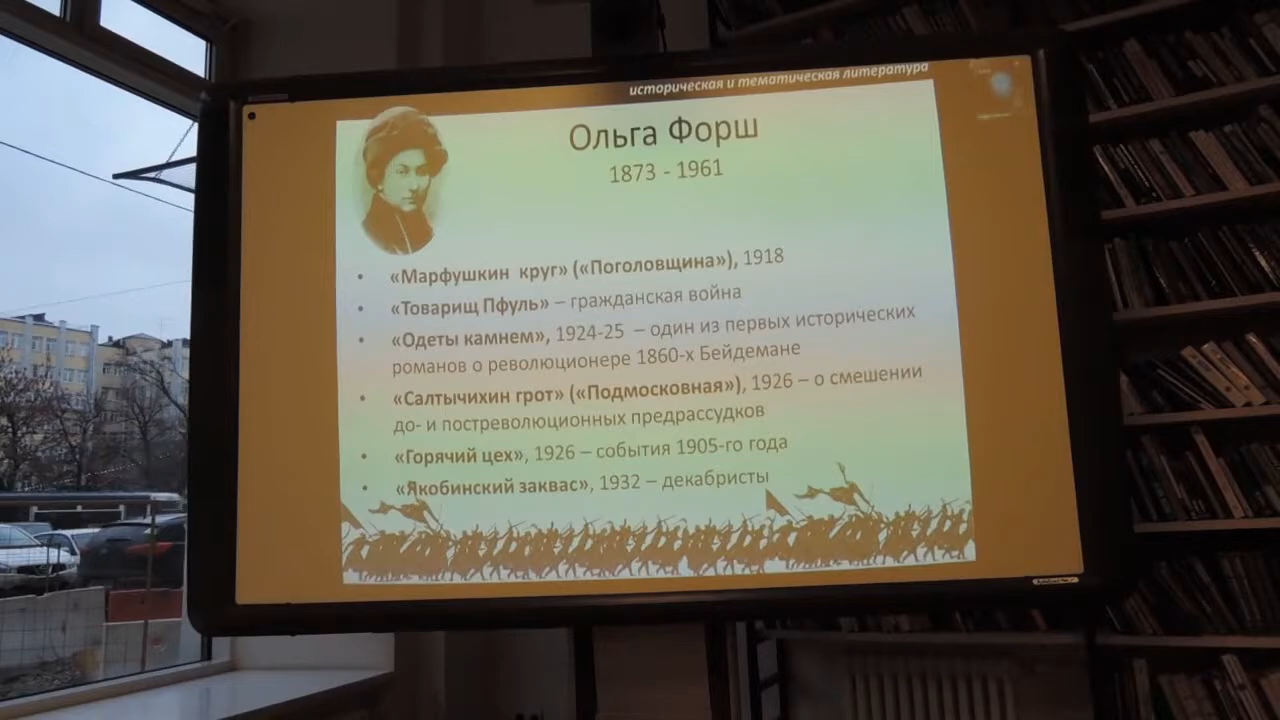 историческая и тематическая литература
Ольга Форш
1873 - 1961
• «Марфушкин круг» («Поголовщина»), 1918
• «Товарищ Пфуль» – гражданская война
• «Одеты камнем», 1924-25 – один из первых исторических
романов о революционере 1860-х Бейдемане
• «Салтычихин грот» («Подмосковная»), 1926 – о смешении
до- и постреволюционных предрассудков
• «Горячий цех», 1926 – события 1905-го года
• «Якобинский заквас», 1932 – декабристы